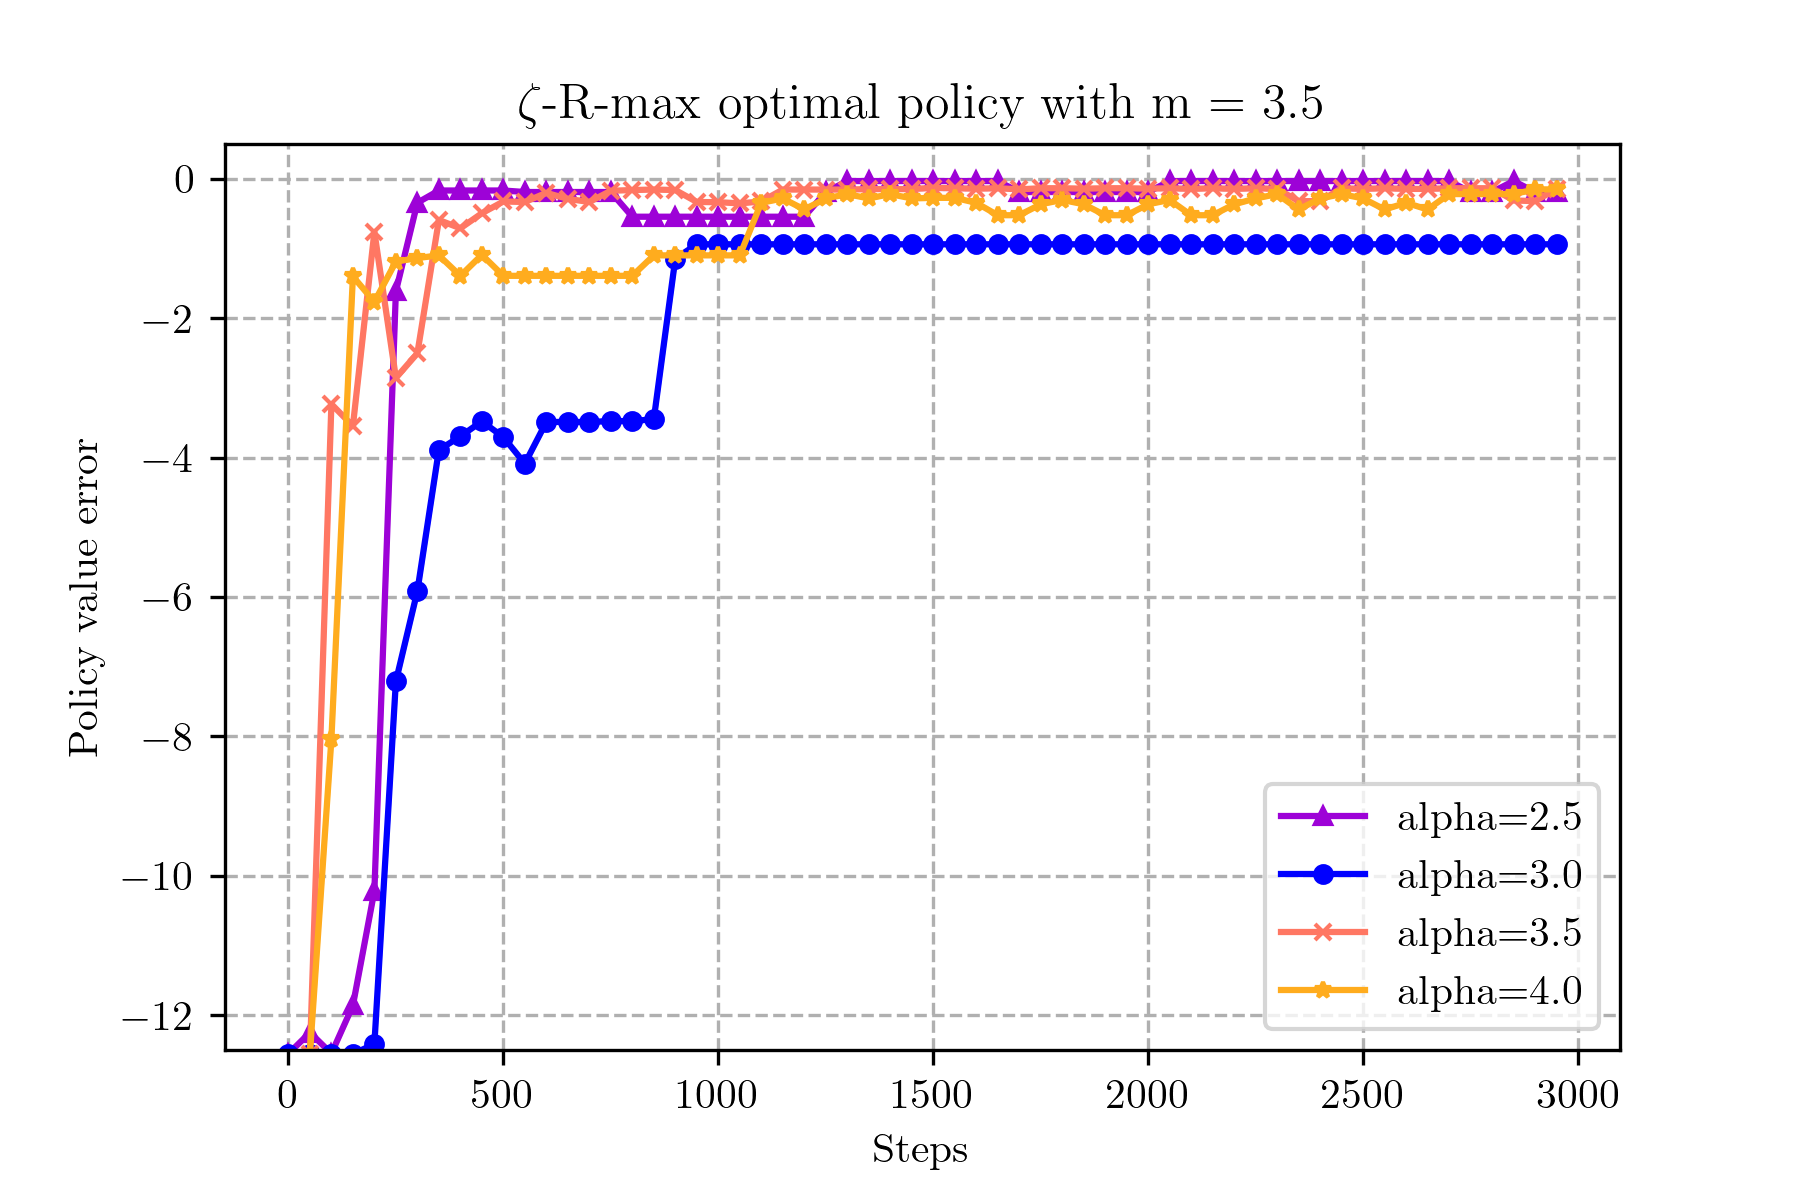 ζ-R-max optimal policy with m = 3.5
Policy value error
0
−2
−4
−6
−8
−10
−12
0 500 1000 1500 2000 2500 3000
Steps
alpha=2.5
alpha=3.0
alpha=3.5
alpha=4.0